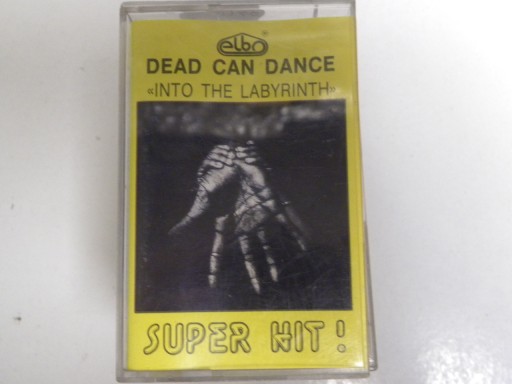 elbo
DEAD CAN DANCE
«INTO THE LABYRINTH»
SUPER HIT!